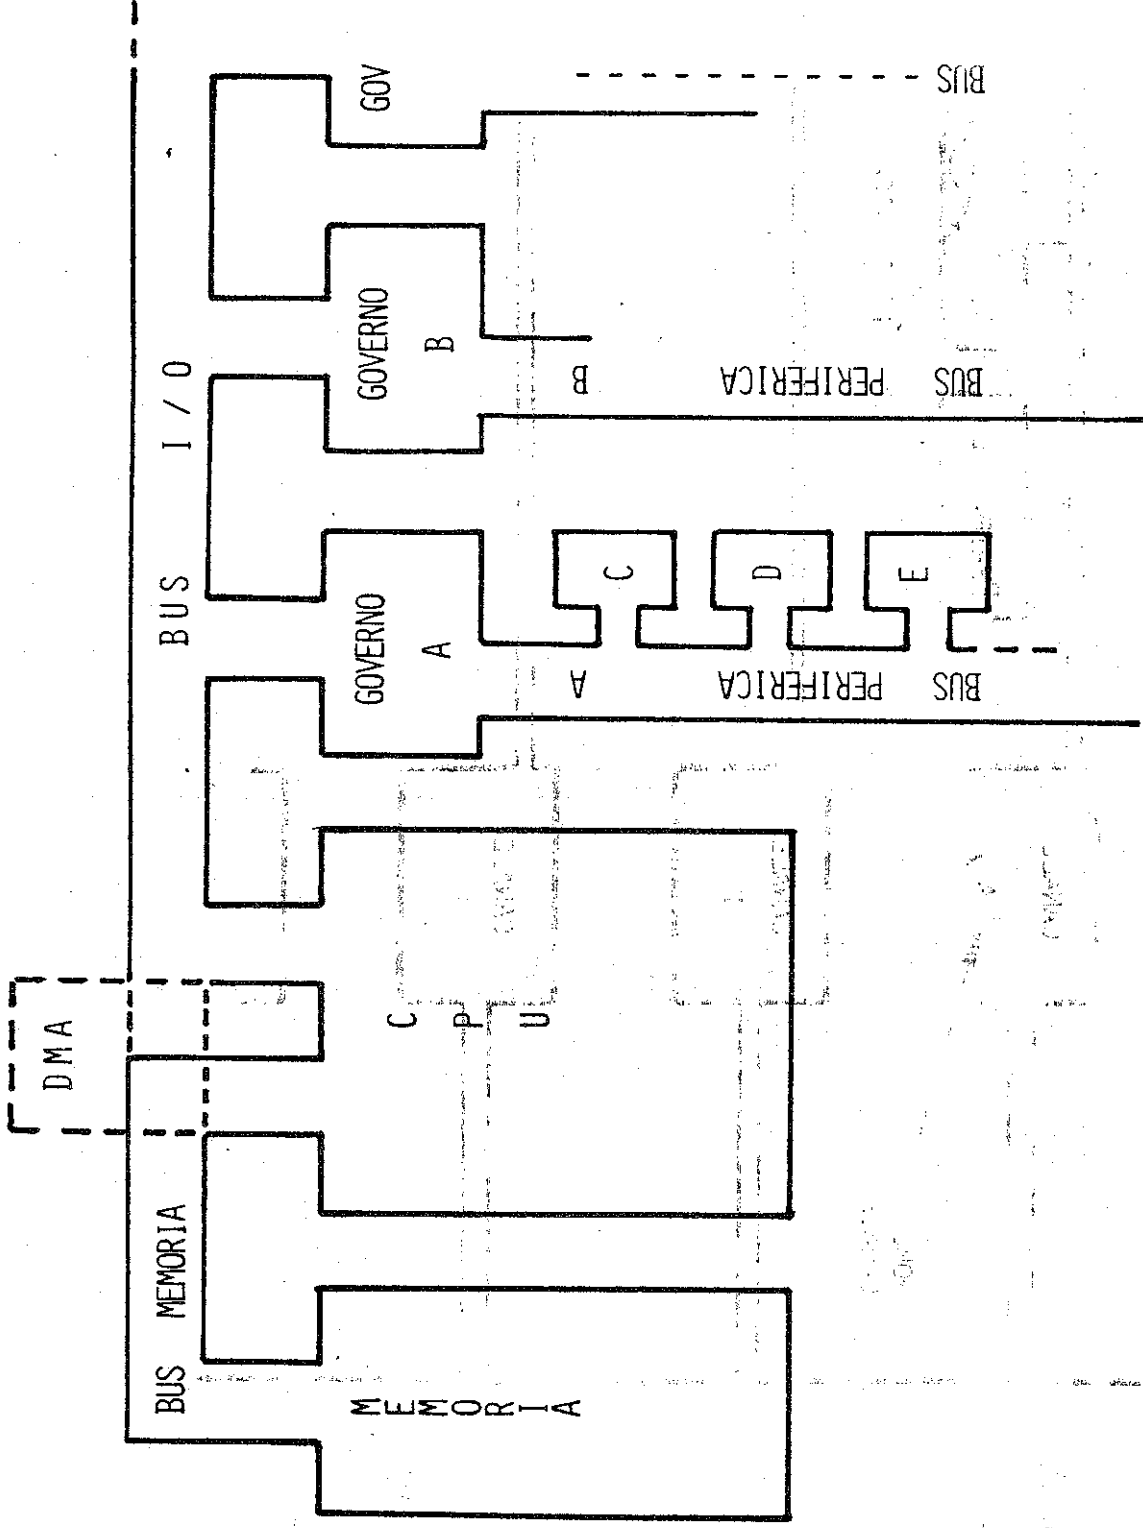 DMA
BUS MEMORIA
BUS I/O
MEMORIA
CPU
GOVERNO
A
GOVERNO
B
GOV
A
PERIFERICA
BUS
C
D
E
B
PERIFERICA
BUS
BUS